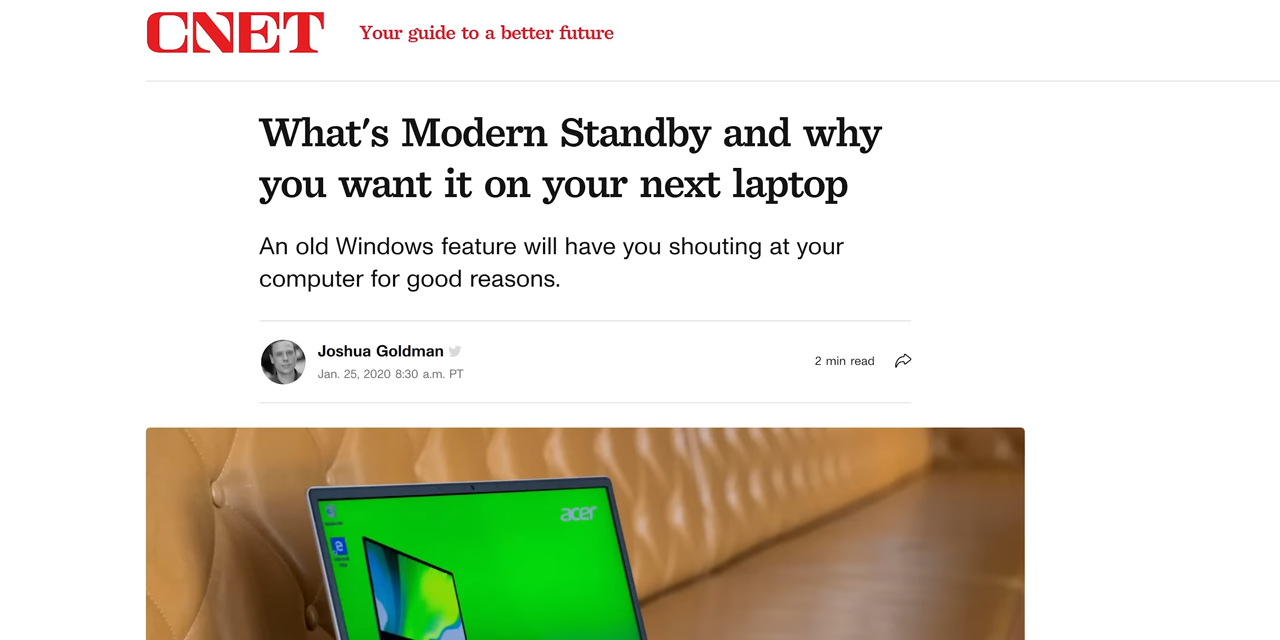 CNET
Your guide to a better future
What's Modern Standby and why
you want it on your next laptop
An old Windows feature will have you shouting at your
computer for good reasons.
Joshua Goldman
Jan. 25, 2020 8:30 a.m. PT
2 min read
acer